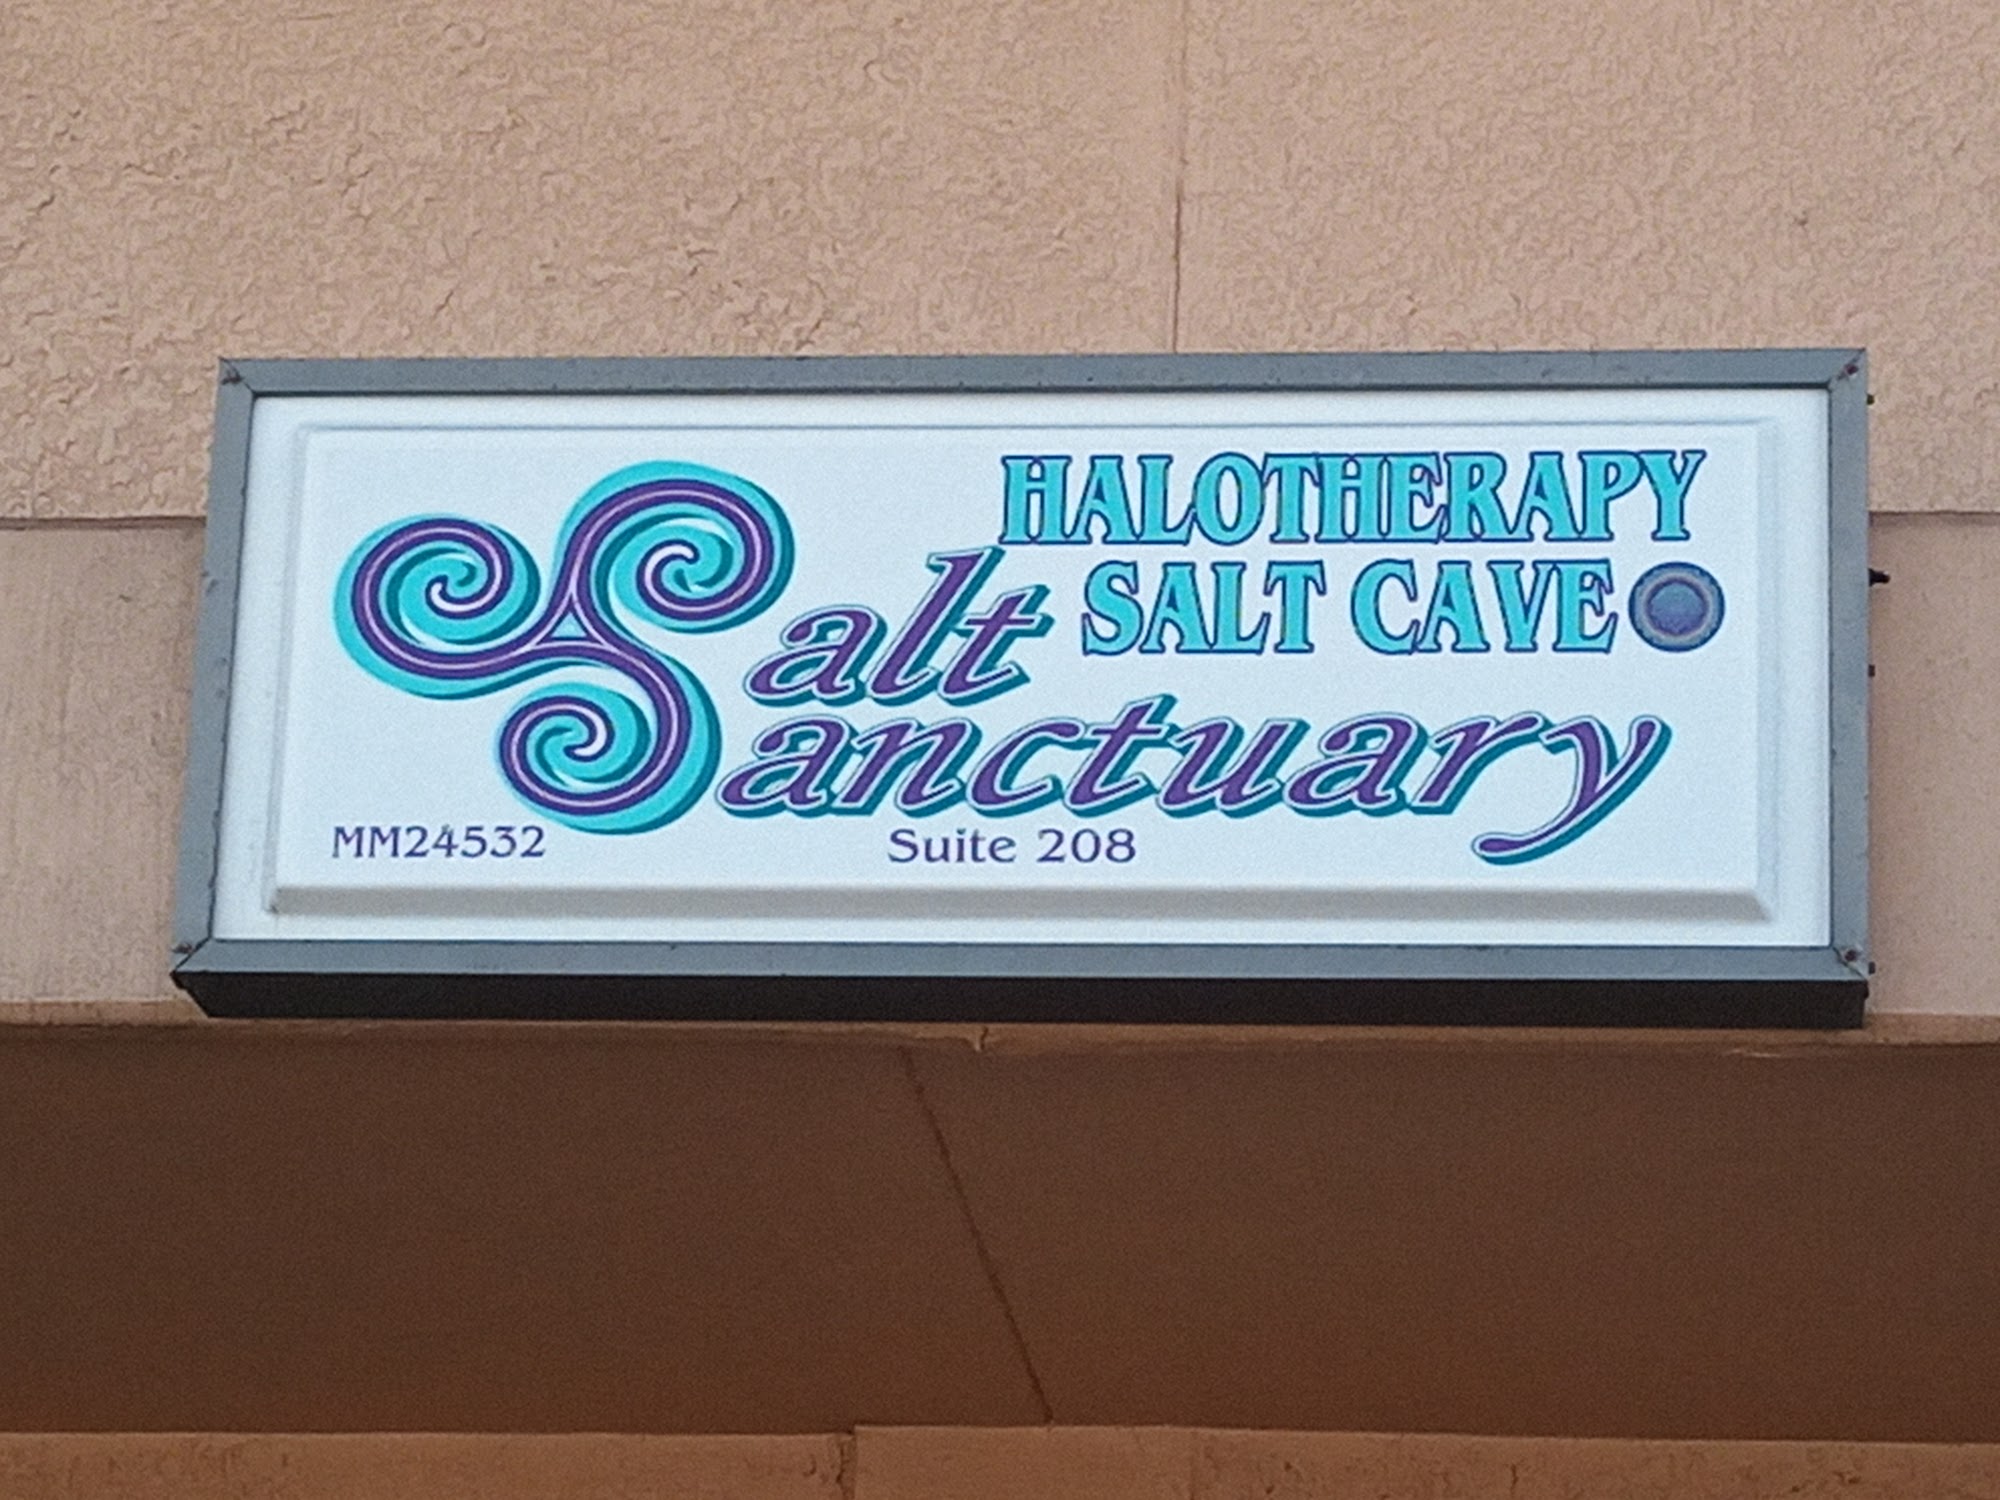 HALOTHERAPY
SALT CAVE
Salt
Sanctuary
MM24532
Suite 208